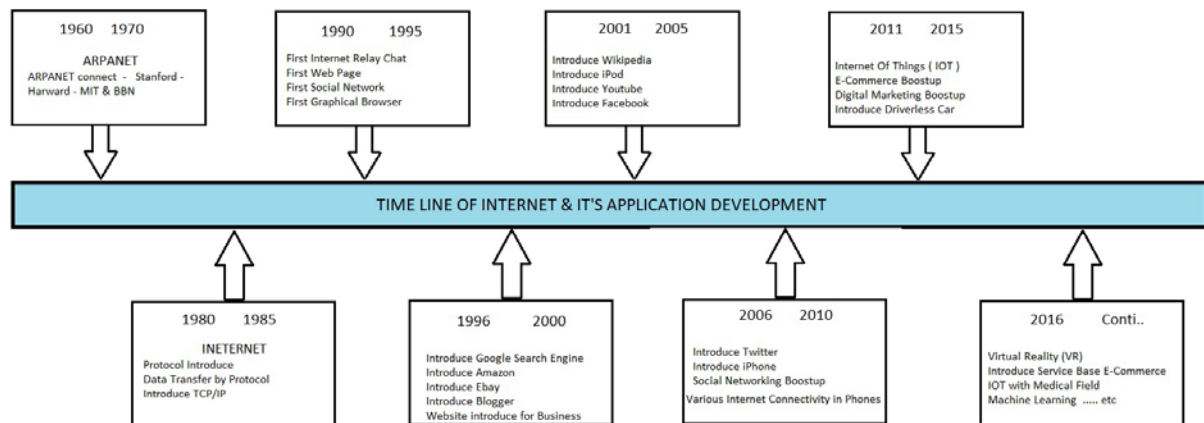 1960 1970
ARPANET
ARPANET connect - Stanford -
Harward - MIT & BBN
1990 1995
First Internet Relay Chat
First Web Page
First Social Network
First Graphical Browser
2001 2005
Introduce Wikipedia
Introduce iPod
Introduce Youtube
Introduce Facebook
2011 2015
Internet Of Things ( IOT )
E-Commerce Boostup
Digital Marketing Boostup
Introduce Driverless Car
TIME LINE OF INTERNET & IT'S APPLICATION DEVELOPMENT
1980 1985
INETERNET
Protocol Introduce
Data Transfer by Protocol
Introduce TCP/IP
1996 2000
Introduce Google Search Engine
Introduce Amazon
Introduce Ebay
Introduce Blogger
Website introduce for Business
2006 2010
Introduce Twitter
Introduce iPhone
Social Networking Boostup
Various Internet Connectivity in Phones
2016 Conti..
Virtual Reality (VR)
Introduce Service Base E-Commerce
IOT with Medical Field
Machine Learning ..... etc